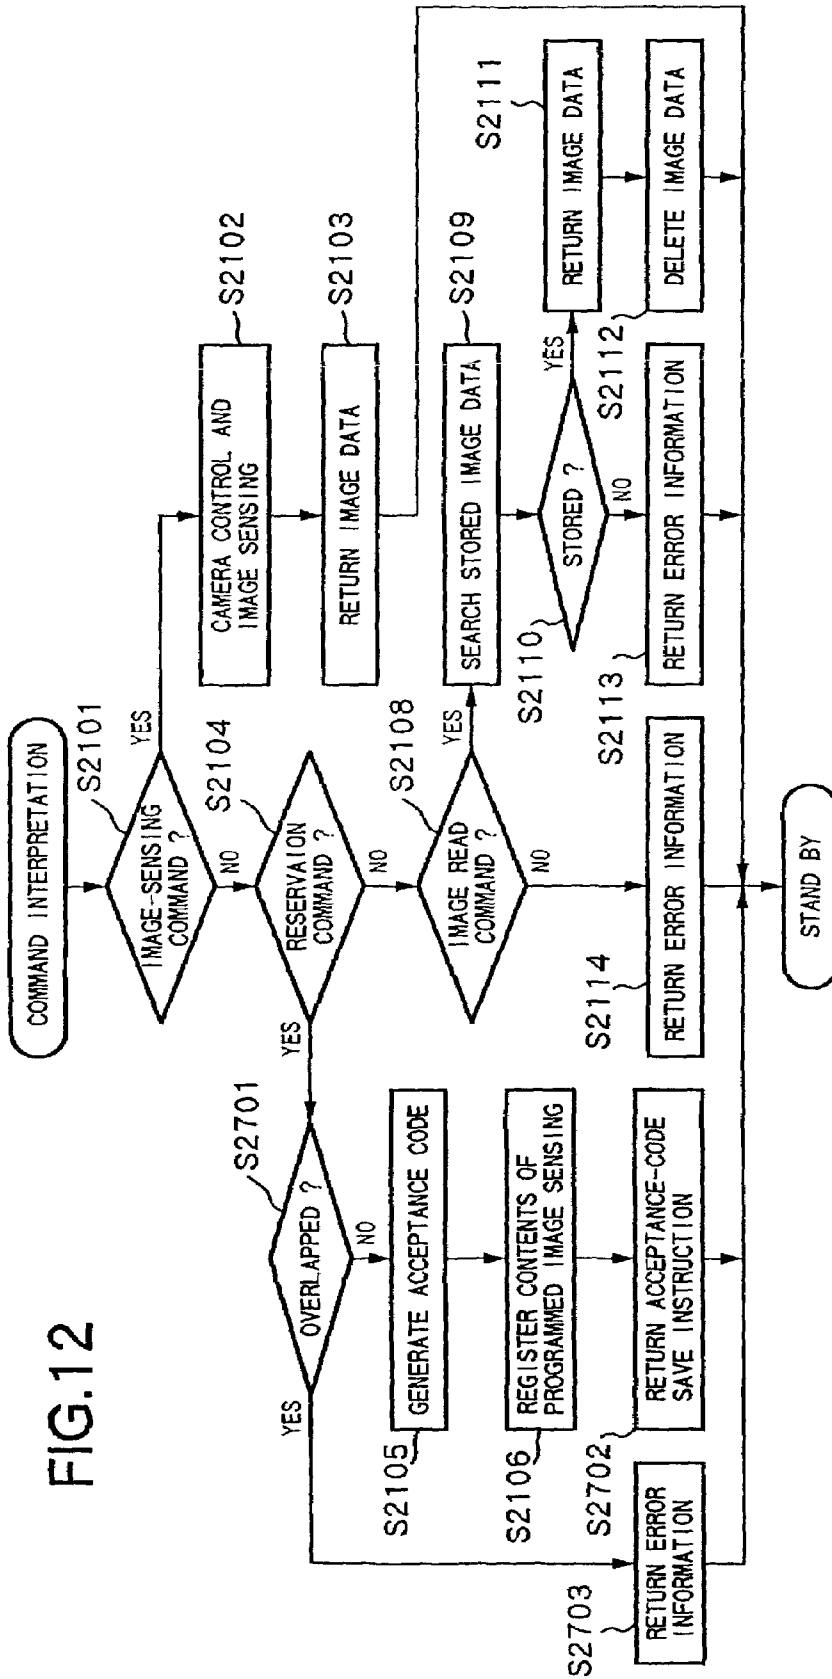 FIG.12
COMMAND INTERPRETATION
S2101
IMAGE-SENSING
COMMAND ?
YES
NO
S2102
CAMERA CONTROL AND
IMAGE SENSING
S2103
RETURN IMAGE DATA
S2104
RESERVAION
COMMAND ?
YES
NO
S2701
OVERLAPPED ?
YES
NO
S2105
GENERATE ACCEPTANCE CODE
S2106
REGISTER CONTENTS OF
PROGRAMMED IMAGE SENSING
S2702
RETURN ACCEPTANCE-CODE
SAVE INSTRUCTION
S2703
RETURN ERROR
INFORMATION
S2108
IMAGE READ
COMMAND ?
YES
NO
S2109
SEARCH STORED IMAGE DATA
S2110
STORED ?
YES
NO
S2111
RETURN IMAGE DATA
S2112
DELETE IMAGE DATA
S2113
RETURN ERROR INFORMATION
S2114
RETURN ERROR INFORMATION
STAND BY